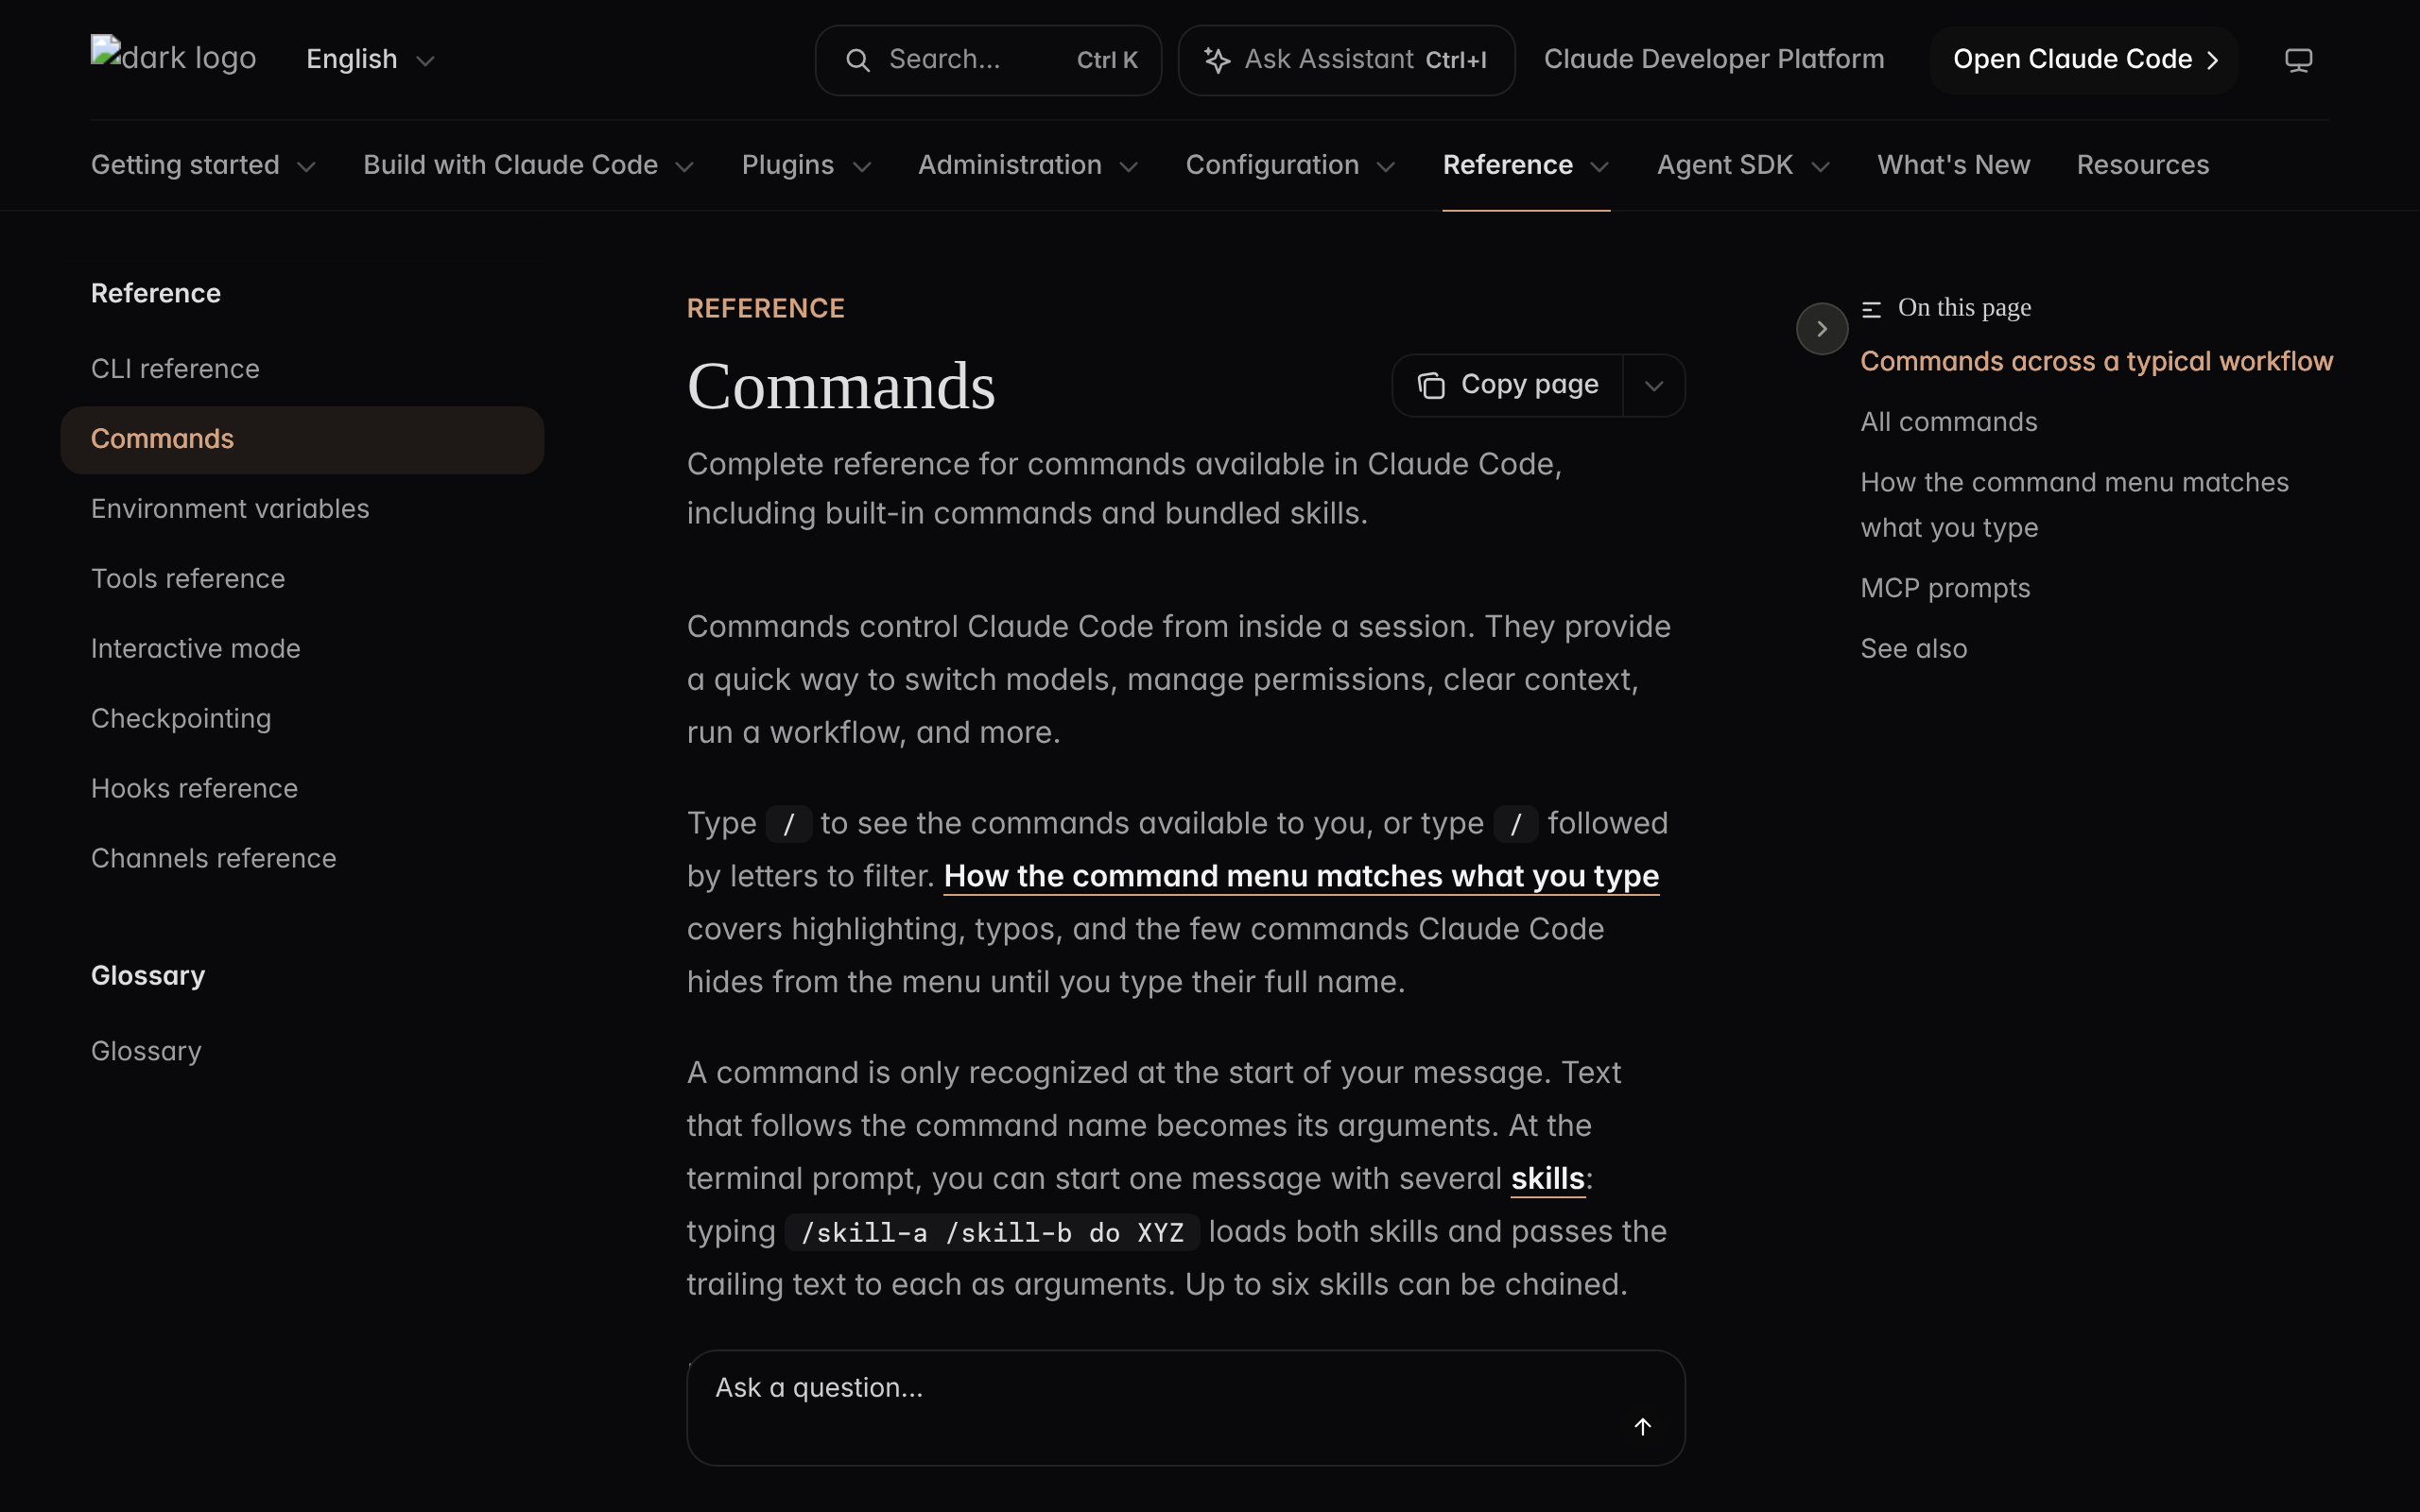 dark logo
English
Search...
Ctrl K
Ask Assistant
Ctrl+I
Claude Developer Platform
Open Claude Code
Getting started
Build with Claude Code
Plugins
Administration
Configuration
Reference
Agent SDK
What's New
Resources
Reference
CLI reference
Commands
Environment variables
Tools reference
Interactive mode
Checkpointing
Hooks reference
Channels reference
Glossary
Glossary
REFERENCE
Commands
Copy page
Complete reference for commands available in Claude Code,
including built-in commands and bundled skills.
Commands control Claude Code from inside a session. They provide
a quick way to switch models, manage permissions, clear context,
run a workflow, and more.
Type / to see the commands available to you, or type / followed
by letters to filter. How the command menu matches what you type
covers highlighting, typos, and the few commands Claude Code
hides from the menu until you type their full name.
A command is only recognized at the start of your message. Text
that follows the command name becomes its arguments. At the
terminal prompt, you can start one message with several skills:
typing /skill-a /skill-b do XYZ loads both skills and passes the
trailing text to each as arguments. Up to six skills can be chained.
Ask a question...
On this page
Commands across a typical workflow
All commands
How the command menu matches
what you type
MCP prompts
See also